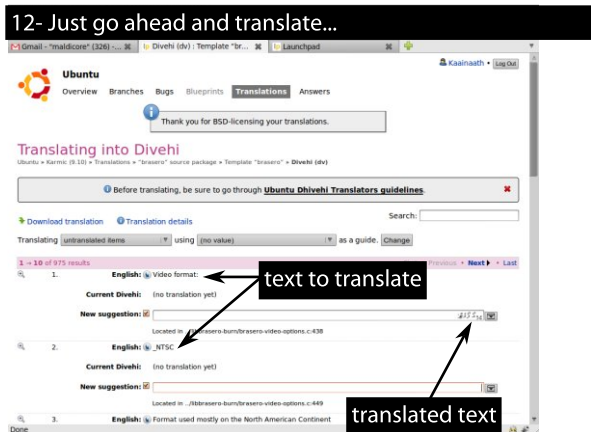 12- Just go ahead and translate...
Gmail - "maldicore" (326) -... Divehi (dv) : Template "br... Launchpad
Kaainaath • Log Out
Ubuntu
Overview Branches Bugs Blueprints Translations Answers
Thank you for BSD-licensing your translations.
Translating into Divehi
Ubuntu » Karmic (9.10) » Translations » "brasero" source package » Template "brasero" » Divehi (dv)
Before translating, be sure to go through Ubuntu Dhivehi Translators guidelines.
Search:
Download translation Translation details
Translating untranslated items using (no value) as a guide. Change
1 → 10 of 975 results Previous • Next • Last
1. English: Video format:
text to translate
Current Divehi: (no translation yet)
New suggestion:
Located in ../libbrasero-burn/brasero-video-options.c:438
2. English: _NTSC
Current Divehi: (no translation yet)
New suggestion:
Located in ../libbrasero-burn/brasero-video-options.c:449
translated text
3. English: Format used mostly on the North American Continent
Done